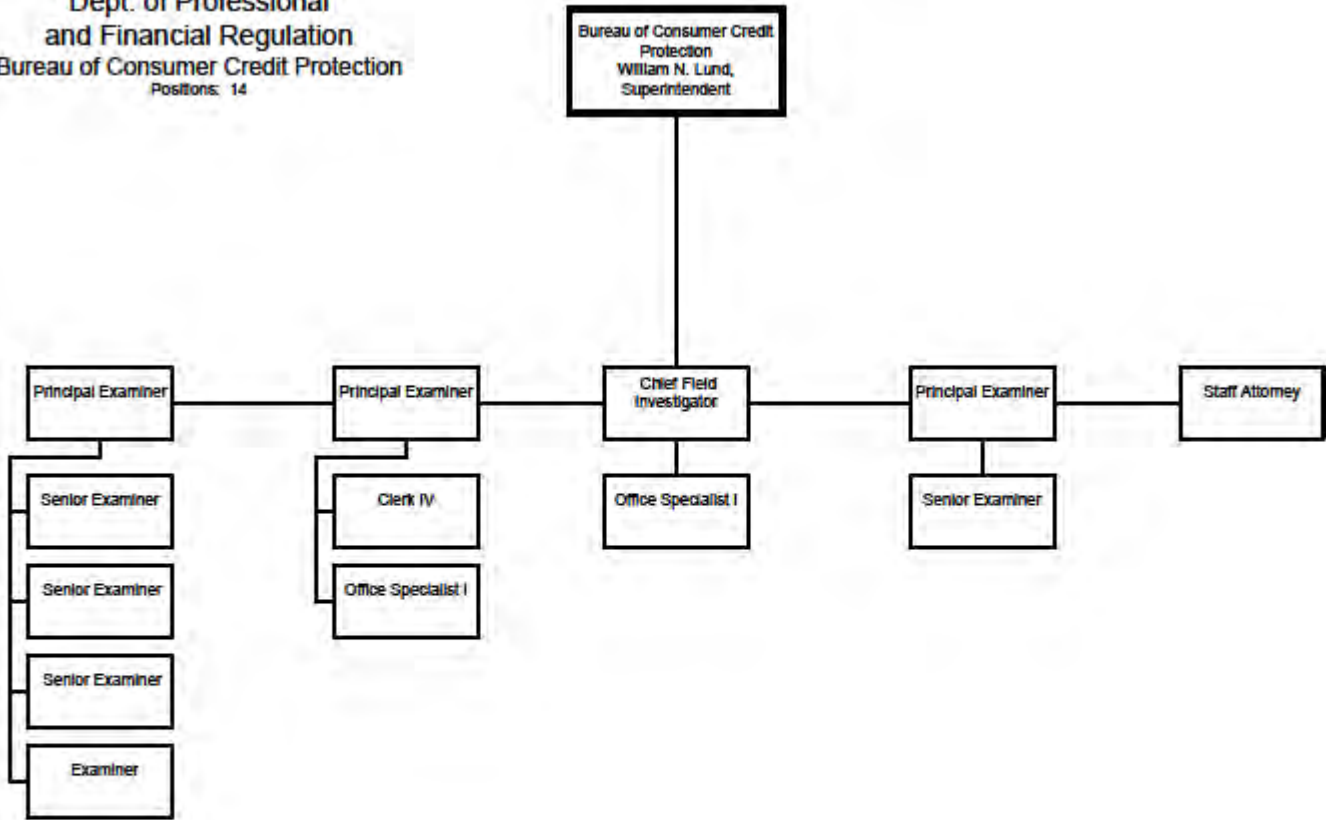 Dept. of Professional
and Financial Regulation
Bureau of Consumer Credit Protection
Positions: 14
Bureau of Consumer Credit
Protection
William N. Lund,
Superintendent
Principal Examiner
Principal Examiner
Chief Field
Investigator
Principal Examiner
Staff Attorney
Senior Examiner
Clerk IV
Office Specialist I
Senior Examiner
Senior Examiner
Office Specialist I
Senior Examiner
Examiner